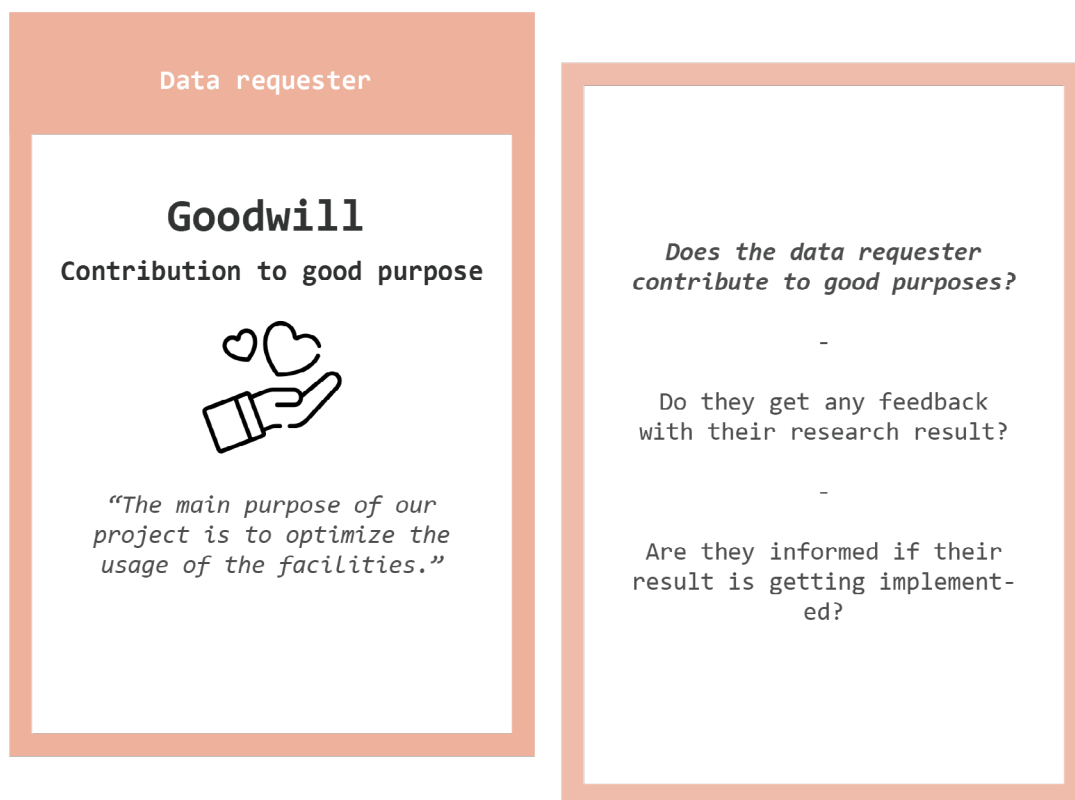 Data requester
Goodwill
Contribution to good purpose
“The main purpose of our
project is to optimize the
usage of the facilities.”
Does the data requester
contribute to good purposes?
-
Do they get any feedback
with their research result?
-
Are they informed if their
result is getting implement-
ed?